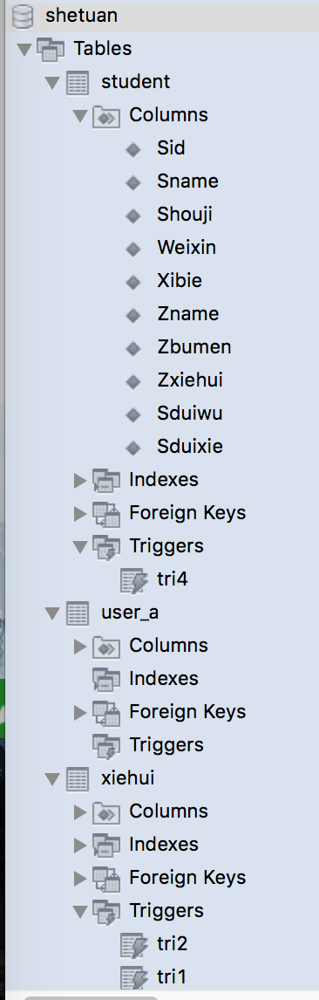 shetuan
Tables
student
Columns
Sid
Sname
Shouji
Weixin
Xibie
Zname
Zbumen
Zxiehui
Sduiwu
Sduixie
Indexes
Foreign Keys
Triggers
tri4
user_a
Columns
Indexes
Foreign Keys
Triggers
xiehui
Columns
Indexes
Foreign Keys
Triggers
tri2
tri1